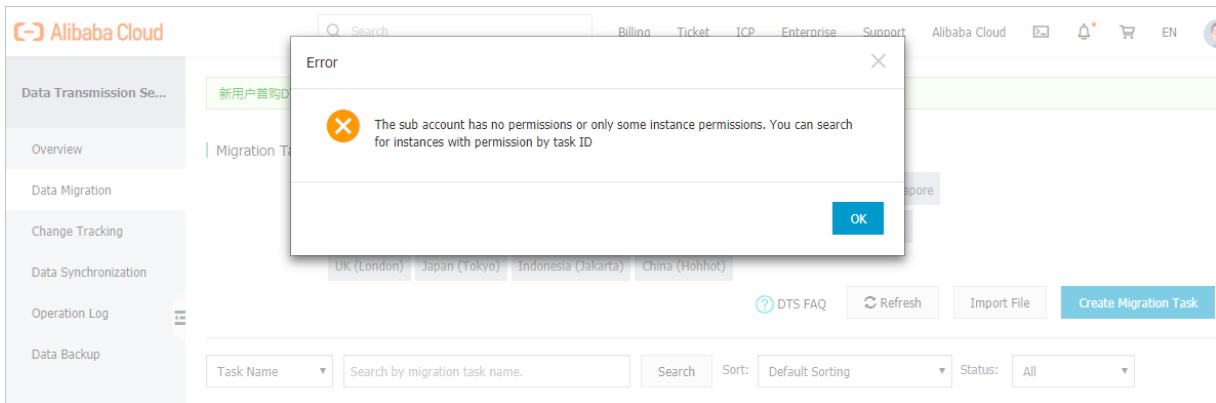 Alibaba Cloud
Search
Billing Ticket ICP Enterprise Support Alibaba Cloud EN
Error
Data Transmission Se...
新用户首购D
The sub account has no permissions or only some instance permissions. You can search
for instances with permission by task ID
Overview
Migration Ta
Data Migration
apore
OK
Change Tracking
UK (London) Japan (Tokyo) Indonesia (Jakarta) China (Hohhot)
Data Synchronization
DTS FAQ Refresh Import File Create Migration Task
Operation Log
Data Backup
Task Name Search by migration task name. Search Sort: Default Sorting Status: All